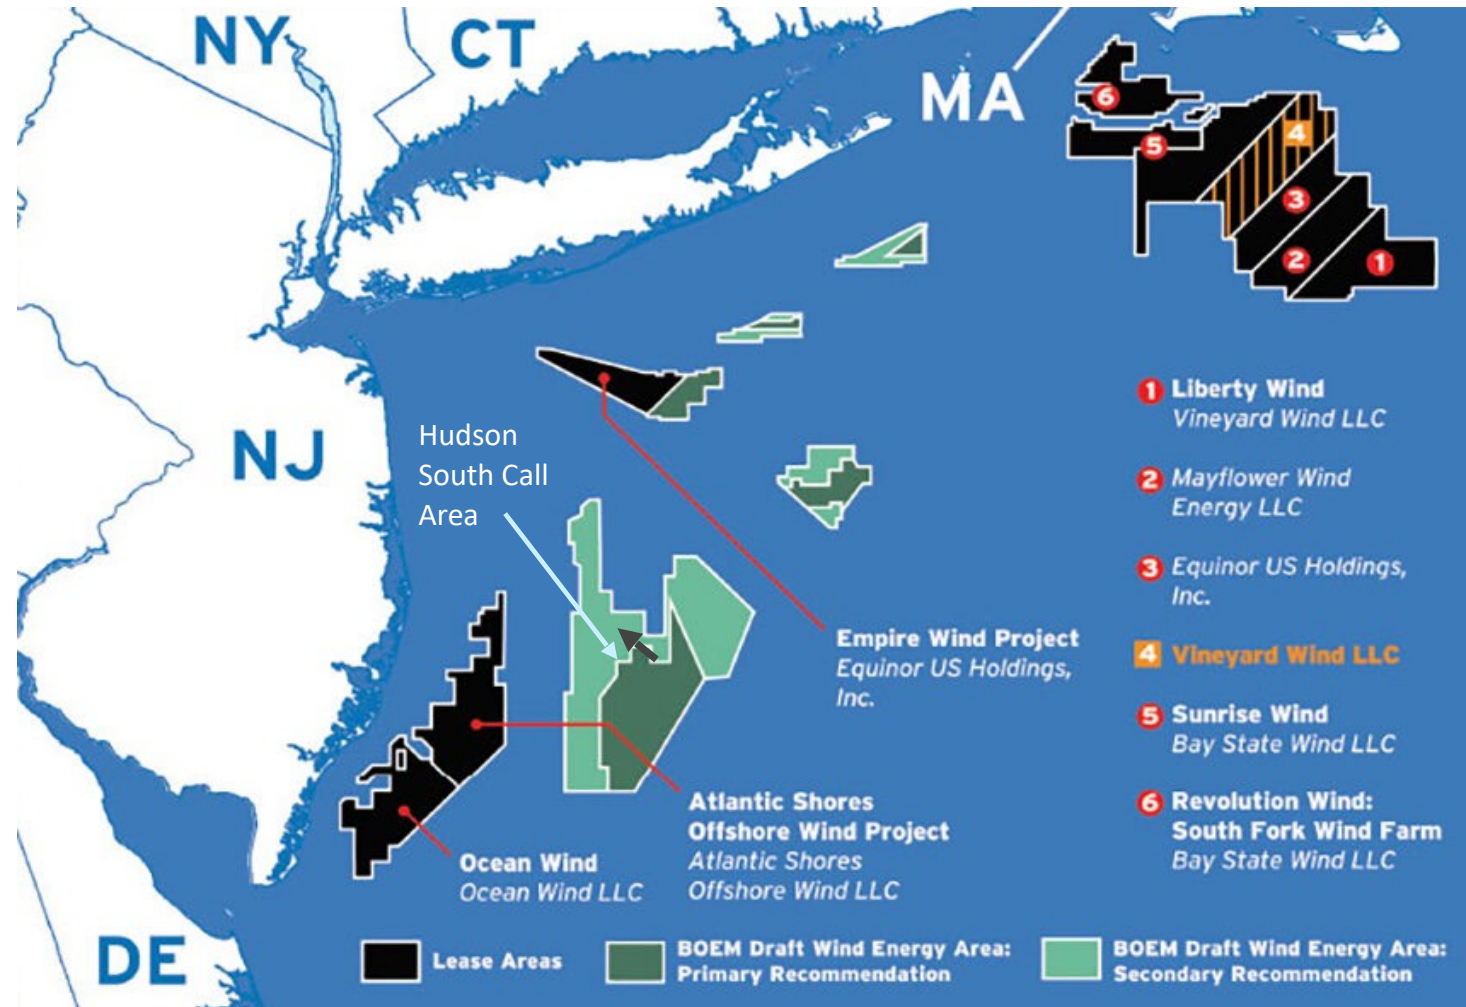 NY
CT
MA
6
4
5
3
2
1
NJ
Hudson
South Call
Area
1 Liberty Wind
Vineyard Wind LLC
2 Mayflower Wind
Energy LLC
3 Equinor US Holdings,
Inc.
4 Vineyard Wind LLC
5 Sunrise Wind
Bay State Wind LLC
6 Revolution Wind:
South Fork Wind Farm
Bay State Wind LLC
Empire Wind Project
Equinor US Holdings,
Inc.
Atlantic Shores
Offshore Wind Project
Atlantic Shores
Offshore Wind LLC
Ocean Wind
Ocean Wind LLC
DE
Lease Areas
BOEM Draft Wind Energy Area:
Primary Recommendation
BOEM Draft Wind Energy Area:
Secondary Recommendation